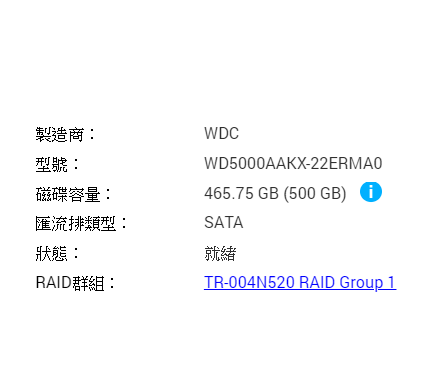 製造商： WDC
型號： WD5000AAKX-22ERMA0
磁碟容量： 465.75 GB (500 GB)
匯流排類型： SATA
狀態： 就緒
RAID群組： TR-004N520 RAID Group 1